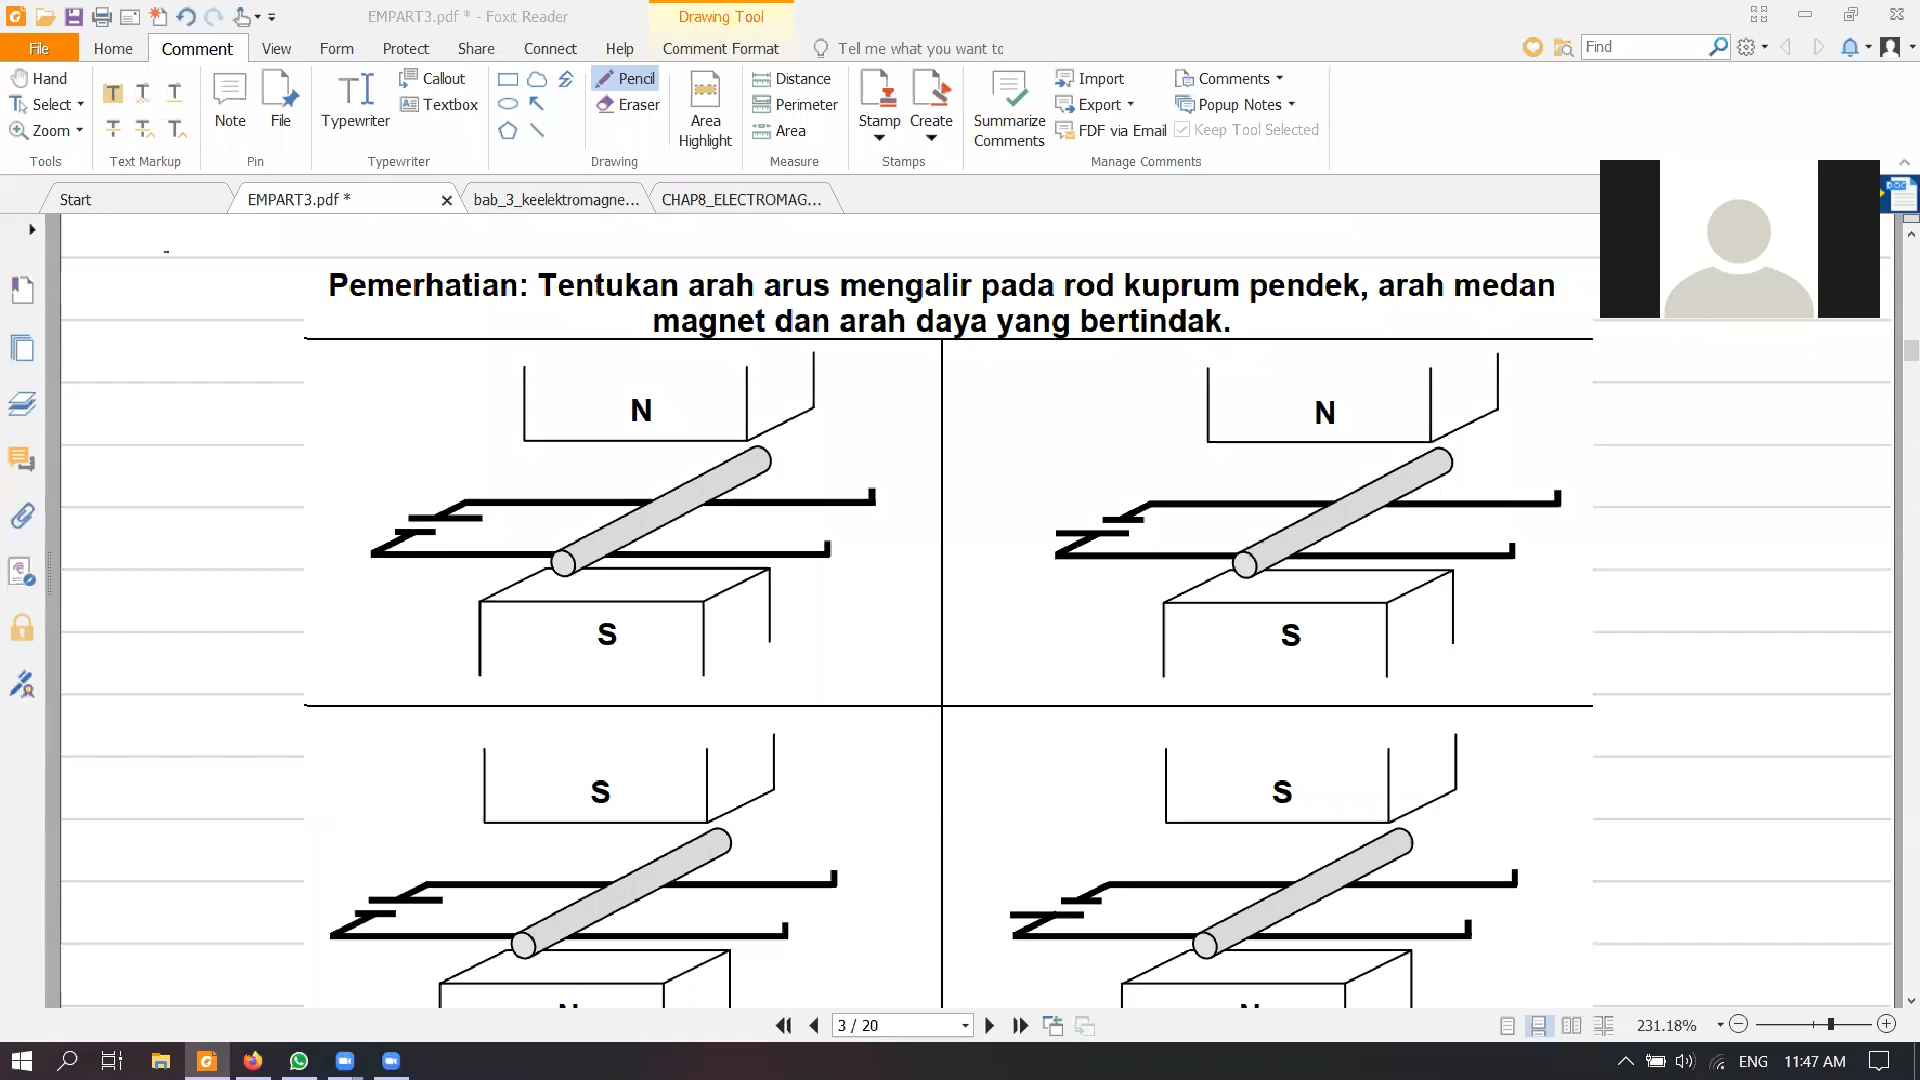 EMPART3.pdf * - Foxit Reader
Drawing Tool
File
Home
Comment
View
Form
Protect
Share
Connect
Help
Comment Format
Tell me what you want to
Find
Hand
Select
Zoom
Tools
Text Markup
Note
File
Pin
Typewriter
Callout
Textbox
Typewriter
Pencil
Eraser
Area
Highlight
Drawing
Distance
Perimeter
Area
Measure
Stamp
Create
Stamps
Summarize
Comments
Import
Export
FDF via Email
Comments
Popup Notes
Keep Tool Selected
Manage Comments
Start
EMPART3.pdf *
bab_3_keelektromagne...
CHAP8_ELECTROMAG...
Pemerhatian: Tentukan arah arus mengalir pada rod kuprum pendek, arah medan
magnet dan arah daya yang bertindak.
N
N
S
S
S
S
3 / 20
231.18%
ENG
11:47 AM